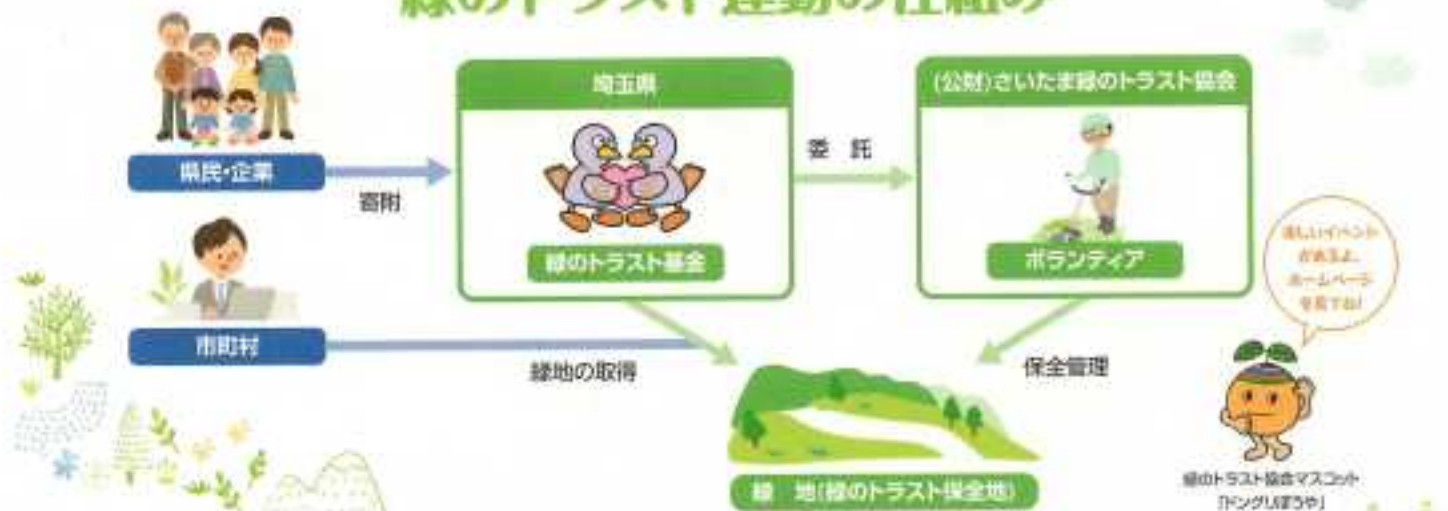 緑のトラスト運動の仕組み
埼玉県
(公財)さいたま緑のトラスト協会
県民・企業
寄附
委 託
緑のトラスト基金
ボランティア
楽しいイベント
があるよ。
ホームページ
を見てね!
市町村
緑地の取得
保全管理
緑 地(緑のトラスト保全地)
緑のトラスト協会マスコット
「ドングリぼうや」